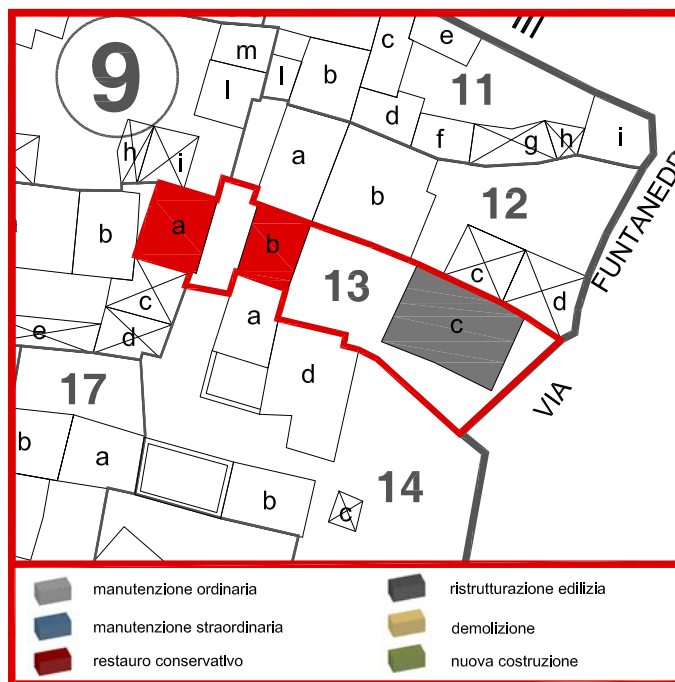 c
e
m
9
l
l
b
11
d
f
g
h
i
h
i
a
b
12
FUNTANEDD
a
b
b
13
c
d
c
a
c
e
d
d
17
VIA
b
a
14
b
c
manutenzione ordinaria
ristrutturazione edilizia
manutenzione straordinaria
demolizione
restauro conservativo
nuova costruzione